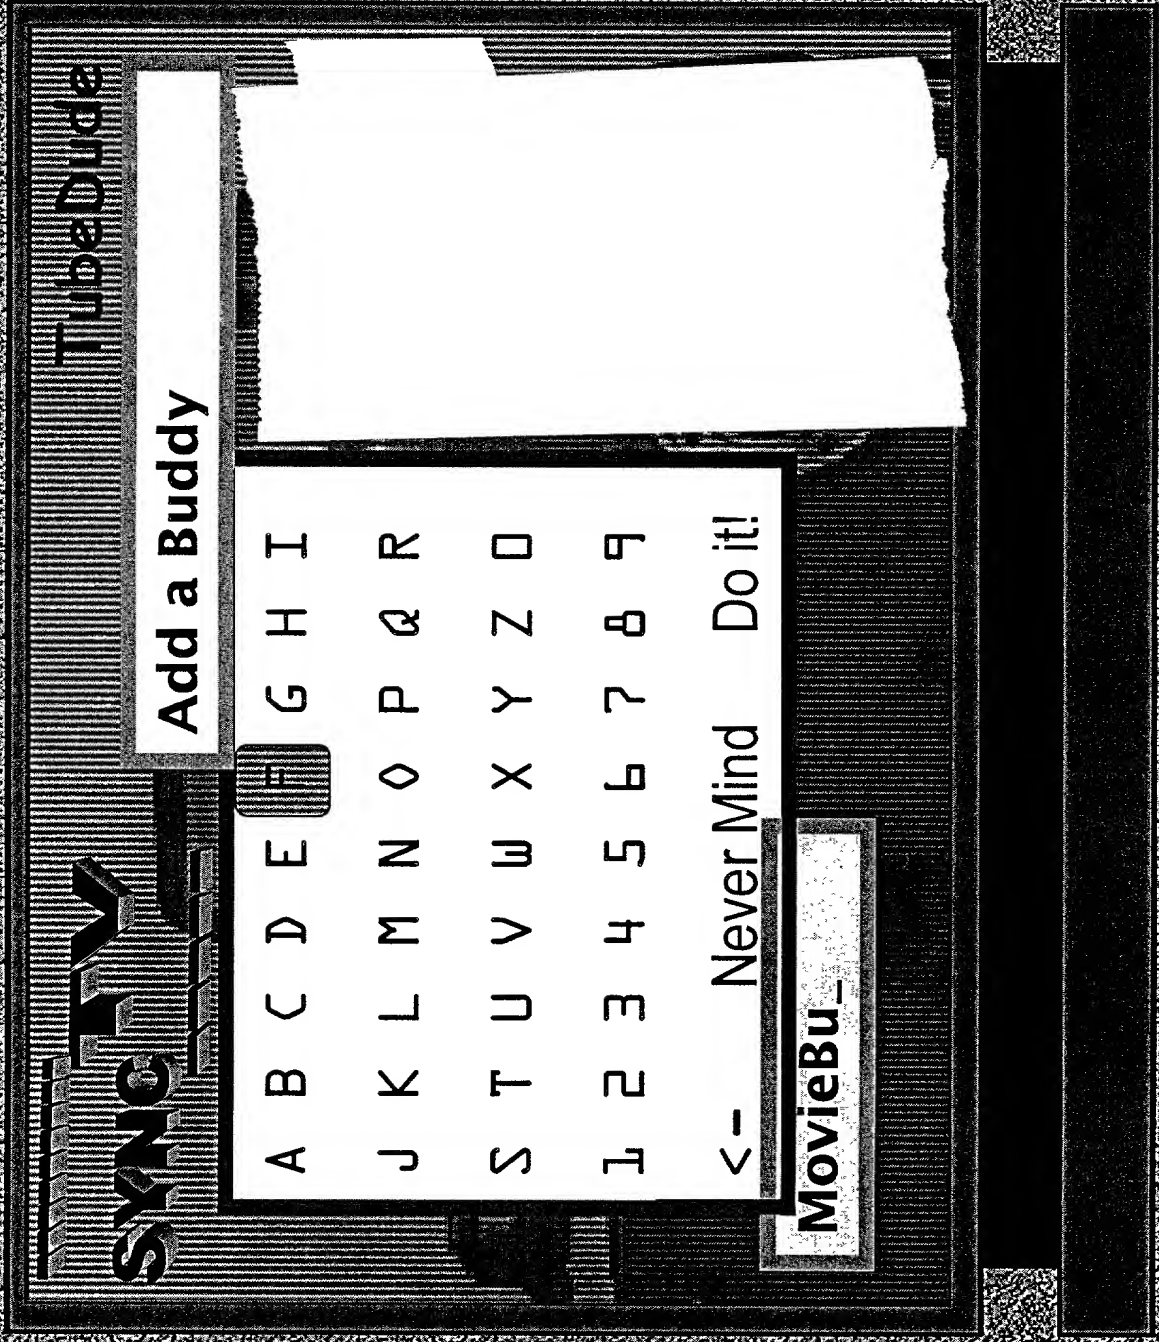 SYNC TV
TubeDude
Add a Buddy
A B C D E F G H I
J K L M N O P Q R
S T U V W X Y Z 0
1 2 3 4 5 6 7 8 9
<- Never Mind Do it!
MovieBu_